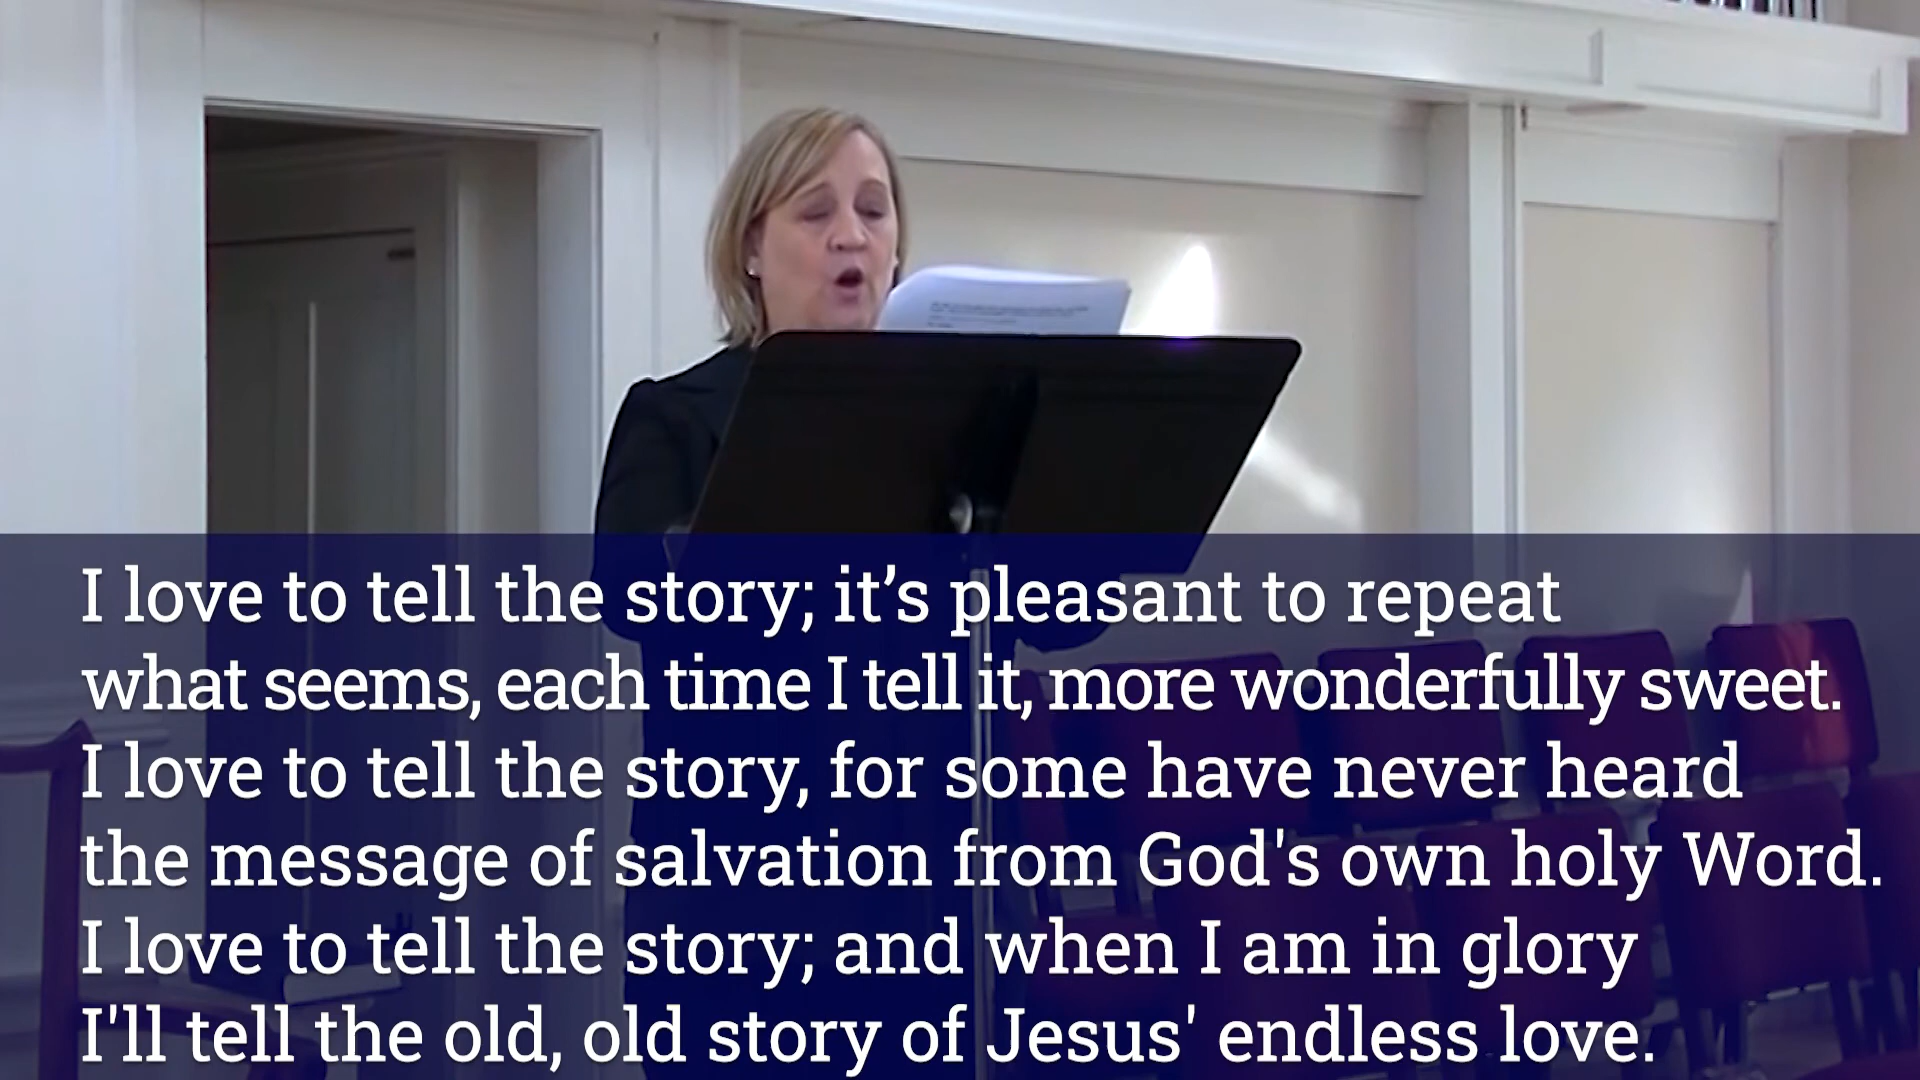 I love to tell the story; it’s pleasant to repeat
what seems, each time I tell it, more wonderfully sweet.
I love to tell the story, for some have never heard
the message of salvation from God's own holy Word.
I love to tell the story; and when I am in glory
I'll tell the old, old story of Jesus' endless love.